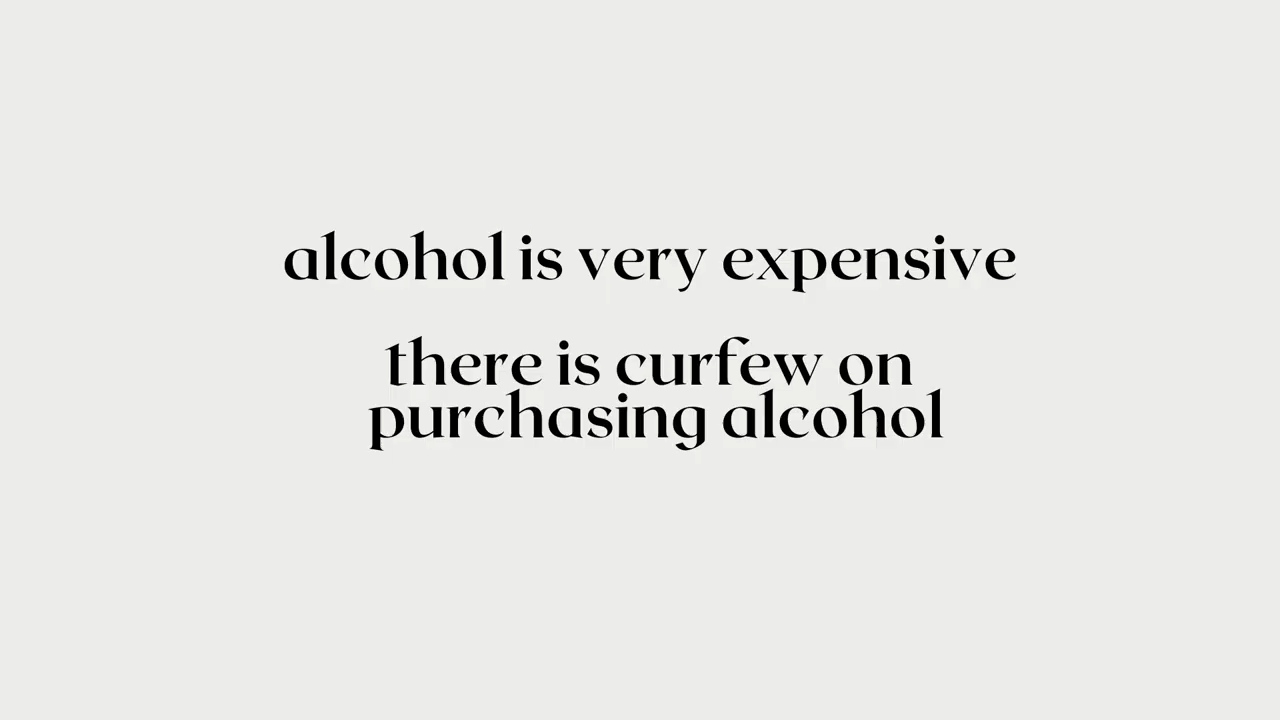 alcohol is very expensive
there is curfew on
purchasing alcohol